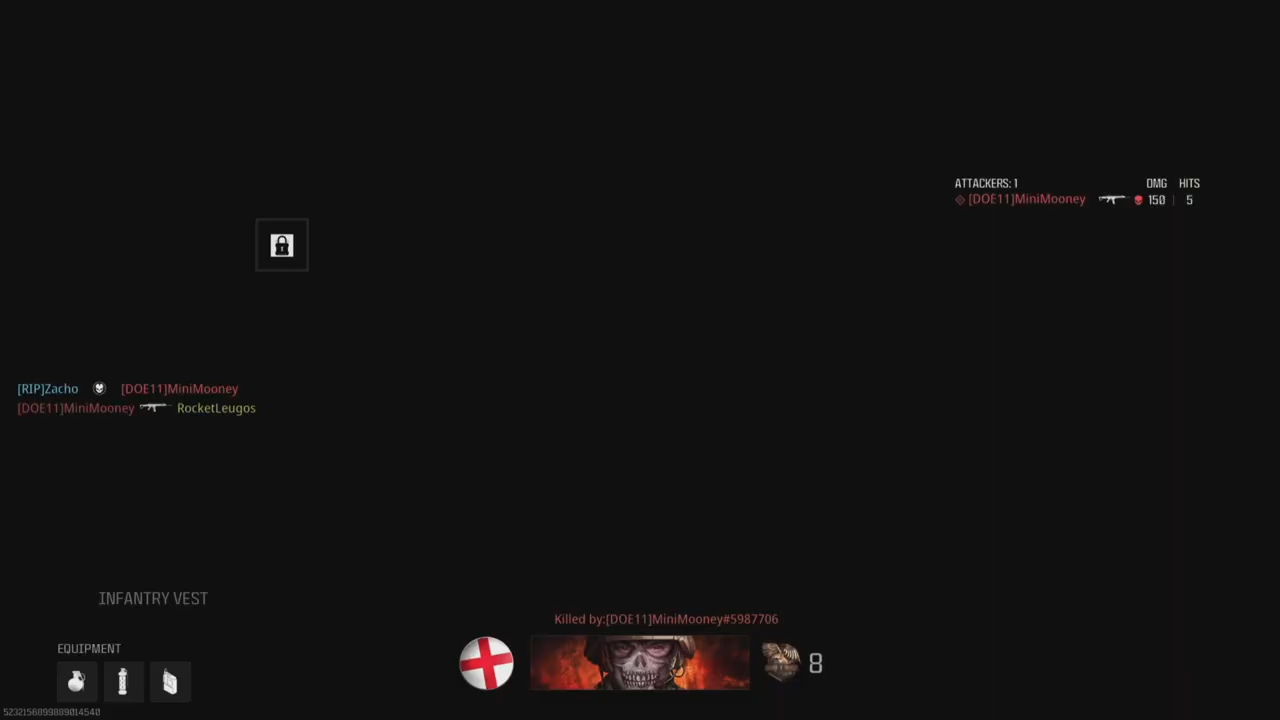 ATTACKERS: 1 DMG HITS
[DOE11]MiniMooney 150 | 5
[RIP]Zacho [DOE11]MiniMooney
[DOE11]MiniMooney RocketLeugos
INFANTRY VEST
Killed by:[DOE11]MiniMooney#5987706
EQUIPMENT
8
5232156899889014540